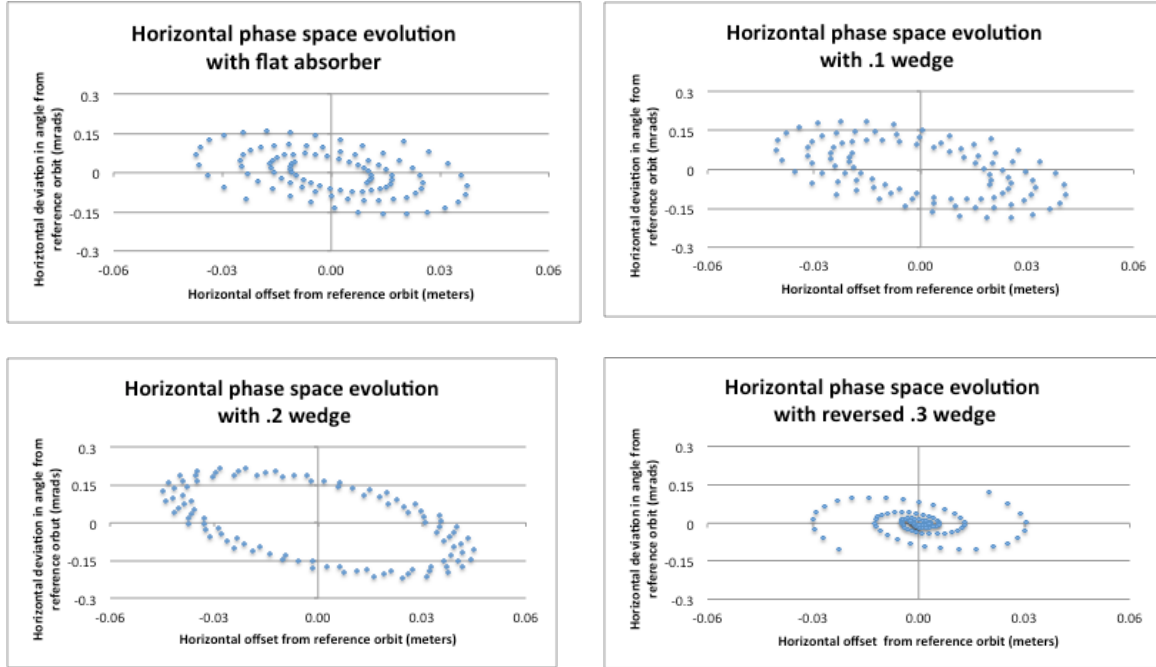 Horizontal phase space evolution
with flat absorber
Horiztontal deviation in angle from
reference orbit (mrads)
0.3
0.15
0
-0.15
-0.3
-0.06
-0.03
0.00
0.03
0.06
Horizontal offset from reference orbit (meters)
Horizontal phase space evolution
with .1 wedge
Horizontal deviation in angle from
reference orbit (mrads)
0.3
0.15
0
-0.15
-0.3
-0.06
-0.03
0.00
0.03
0.06
Horizontal offset from reference orbit (meters)
Horizontal phase space evolution
with .2 wedge
Horizontal deviation in angle from
reference orbut (mrads)
0.3
0.15
0
-0.15
-0.3
-0.06
-0.03
0.00
0.03
0.06
Horizontal offset from reference orbit (meters)
Horizontal phase space evolution
with reversed .3 wedge
Horizontal deviation in angle from
reference orbit (mrads)
0.3
0.15
0
-0.15
-0.3
-0.06
-0.03
0.00
0.03
0.06
Horizontal offset from reference orbit (meters)